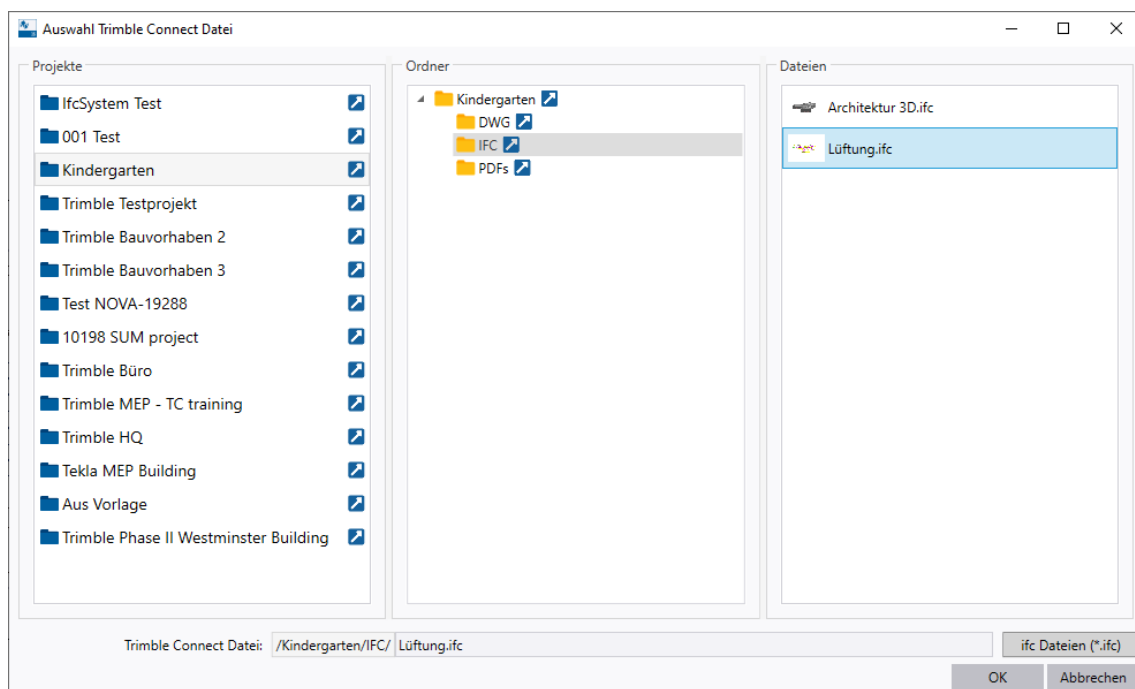 Auswahl Trimble Connect Datei
Projekte
IfcSystem Test
001 Test
Kindergarten
Trimble Testprojekt
Trimble Bauvorhaben 2
Trimble Bauvorhaben 3
Test NOVA-19288
10198 SUM project
Trimble Büro
Trimble MEP - TC training
Trimble HQ
Tekla MEP Building
Aus Vorlage
Trimble Phase II Westminster Building
Ordner
Kindergarten
DWG
IFC
PDFs
Dateien
Architektur 3D.ifc
Lüftung.ifc
Trimble Connect Datei: /Kindergarten/IFC/ Lüftung.ifc ifc Dateien (*.ifc)
OK Abbrechen